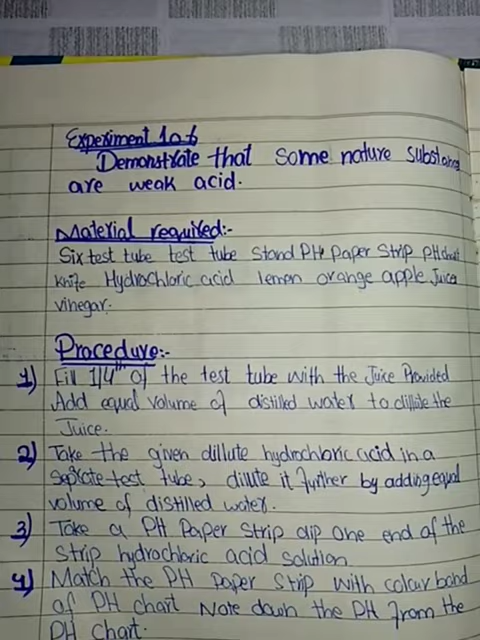 Experiment 10.6
Demonstrate that some nature substance
are weak acid.
Material required:-
Six test tube test tube stand PH Paper Strip PH chart
knife Hydrochloric acid lemon orange apple Juice
vinegar.
Procedure:-
1) Fill 1/4th of the test tube with the Juice Provided
Add equal volume of distilled water to dillute the
Juice.
2) Take the given dillute hydrochloric acid in a
seprate test tube, dilute it further by adding equal
volume of distilled water.
3) Take a PH Paper strip dip one end of the
strip hydrochloric acid solution
4) Match the PH paper strip with colour band
of PH chart Note down the PH from the
PH chart.